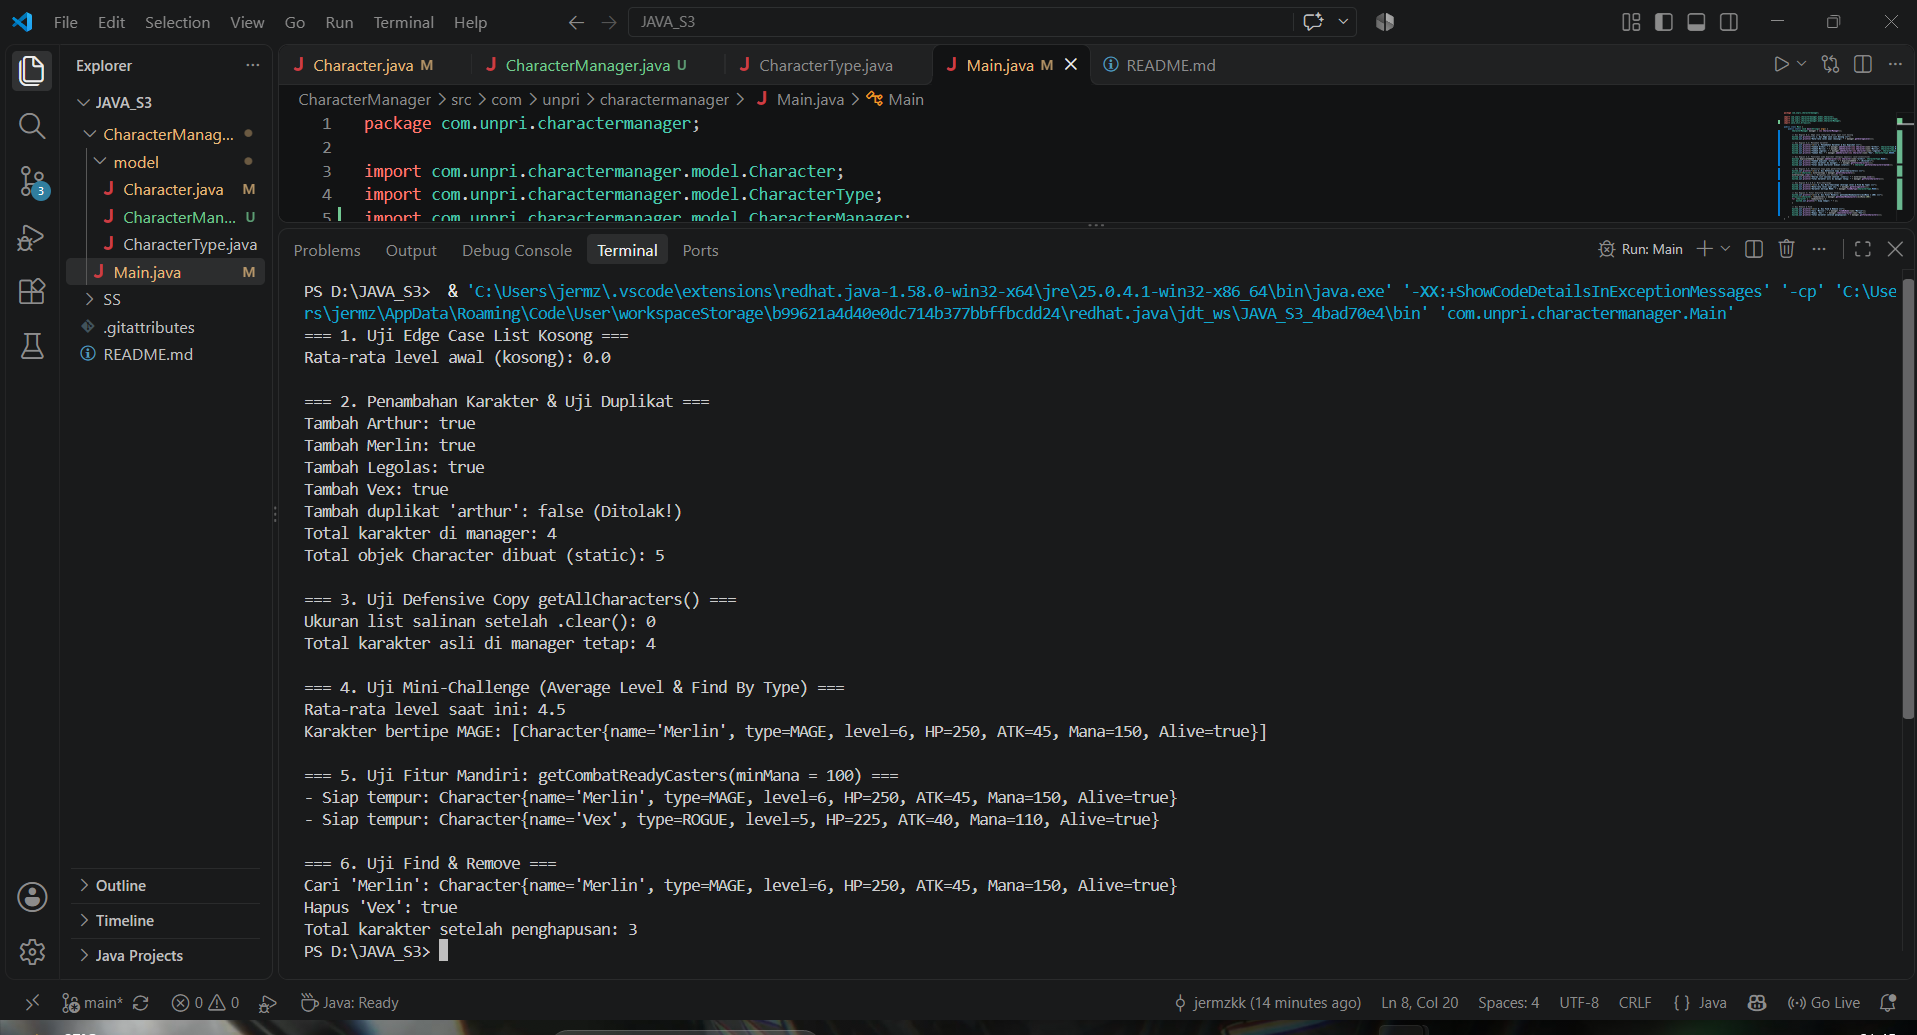 File Edit Selection View Go Run Terminal Help
JAVA_S3
Explorer
JAVA_S3
CharacterManag...
model
Character.java M
CharacterMan... U
CharacterType.java
Main.java M
SS
.gitattributes
README.md
Outline
Timeline
Java Projects
3
Character.java M CharacterManager.java U CharacterType.java Main.java M README.md
CharacterManager > src > com > unpri > charactermanager > Main.java > Main
1 package com.unpri.charactermanager;
2
3 import com.unpri.charactermanager.model.Character;
4 import com.unpri.charactermanager.model.CharacterType;
5 import com.unpri.charactermanager.model.CharacterManager;
Problems Output Debug Console Terminal Ports
Run: Main
PS D:\JAVA_S3>  & 'C:\Users\jermz\.vscode\extensions\redhat.java-1.58.0-win32-x64\jre\25.0.4.1-win32-x86_64\bin\java.exe' '-XX:+ShowCodeDetailsInExceptionMessages' '-cp' 'C:\Use
rs\jermz\AppData\Roaming\Code\User\workspaceStorage\b99621a4d40e0dc714b377bbffbcdd24\redhat.java\jdt_ws\JAVA_S3_4bad70e4\bin' 'com.unpri.charactermanager.Main'
=== 1. Uji Edge Case List Kosong ===
Rata-rata level awal (kosong): 0.0
=== 2. Penambahan Karakter & Uji Duplikat ===
Tambah Arthur: true
Tambah Merlin: true
Tambah Legolas: true
Tambah Vex: true
Tambah duplikat 'arthur': false (Ditolak!)
Total karakter di manager: 4
Total objek Character dibuat (static): 5
=== 3. Uji Defensive Copy getAllCharacters() ===
Ukuran list salinan setelah .clear(): 0
Total karakter asli di manager tetap: 4
=== 4. Uji Mini-Challenge (Average Level & Find By Type) ===
Rata-rata level saat ini: 4.5
Karakter bertipe MAGE: [Character{name='Merlin', type=MAGE, level=6, HP=250, ATK=45, Mana=150, Alive=true}]
=== 5. Uji Fitur Mandiri: getCombatReadyCasters(minMana = 100) ===
- Siap tempur: Character{name='Merlin', type=MAGE, level=6, HP=250, ATK=45, Mana=150, Alive=true}
- Siap tempur: Character{name='Vex', type=ROGUE, level=5, HP=225, ATK=40, Mana=110, Alive=true}
=== 6. Uji Find & Remove ===
Cari 'Merlin': Character{name='Merlin', type=MAGE, level=6, HP=250, ATK=45, Mana=150, Alive=true}
Hapus 'Vex': true
Total karakter setelah penghapusan: 3
PS D:\JAVA_S3>
main* 0 0 Java: Ready jermzkk (14 minutes ago) Ln 8, Col 20 Spaces: 4 UTF-8 CRLF { } Java Go Live